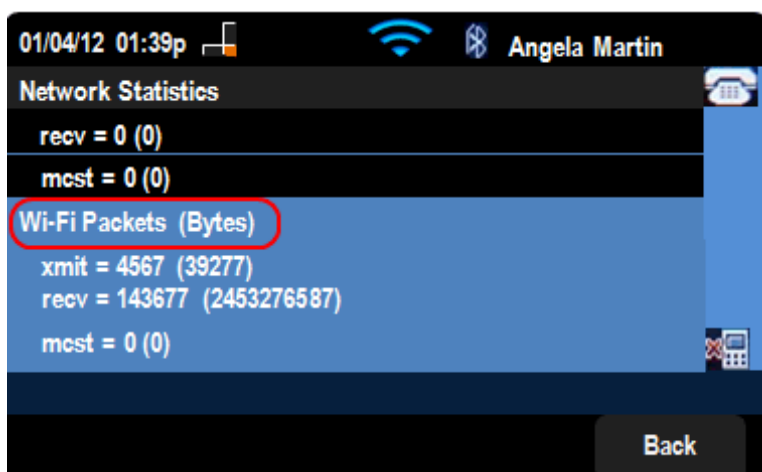 01/04/12 01:39p Angela Martin
Network Statistics
recv = 0 (0)
mcst = 0 (0)
Wi-Fi Packets (Bytes)
xmit = 4567 (39277)
recv = 143677 (2453276587)
mcst = 0 (0)
Back